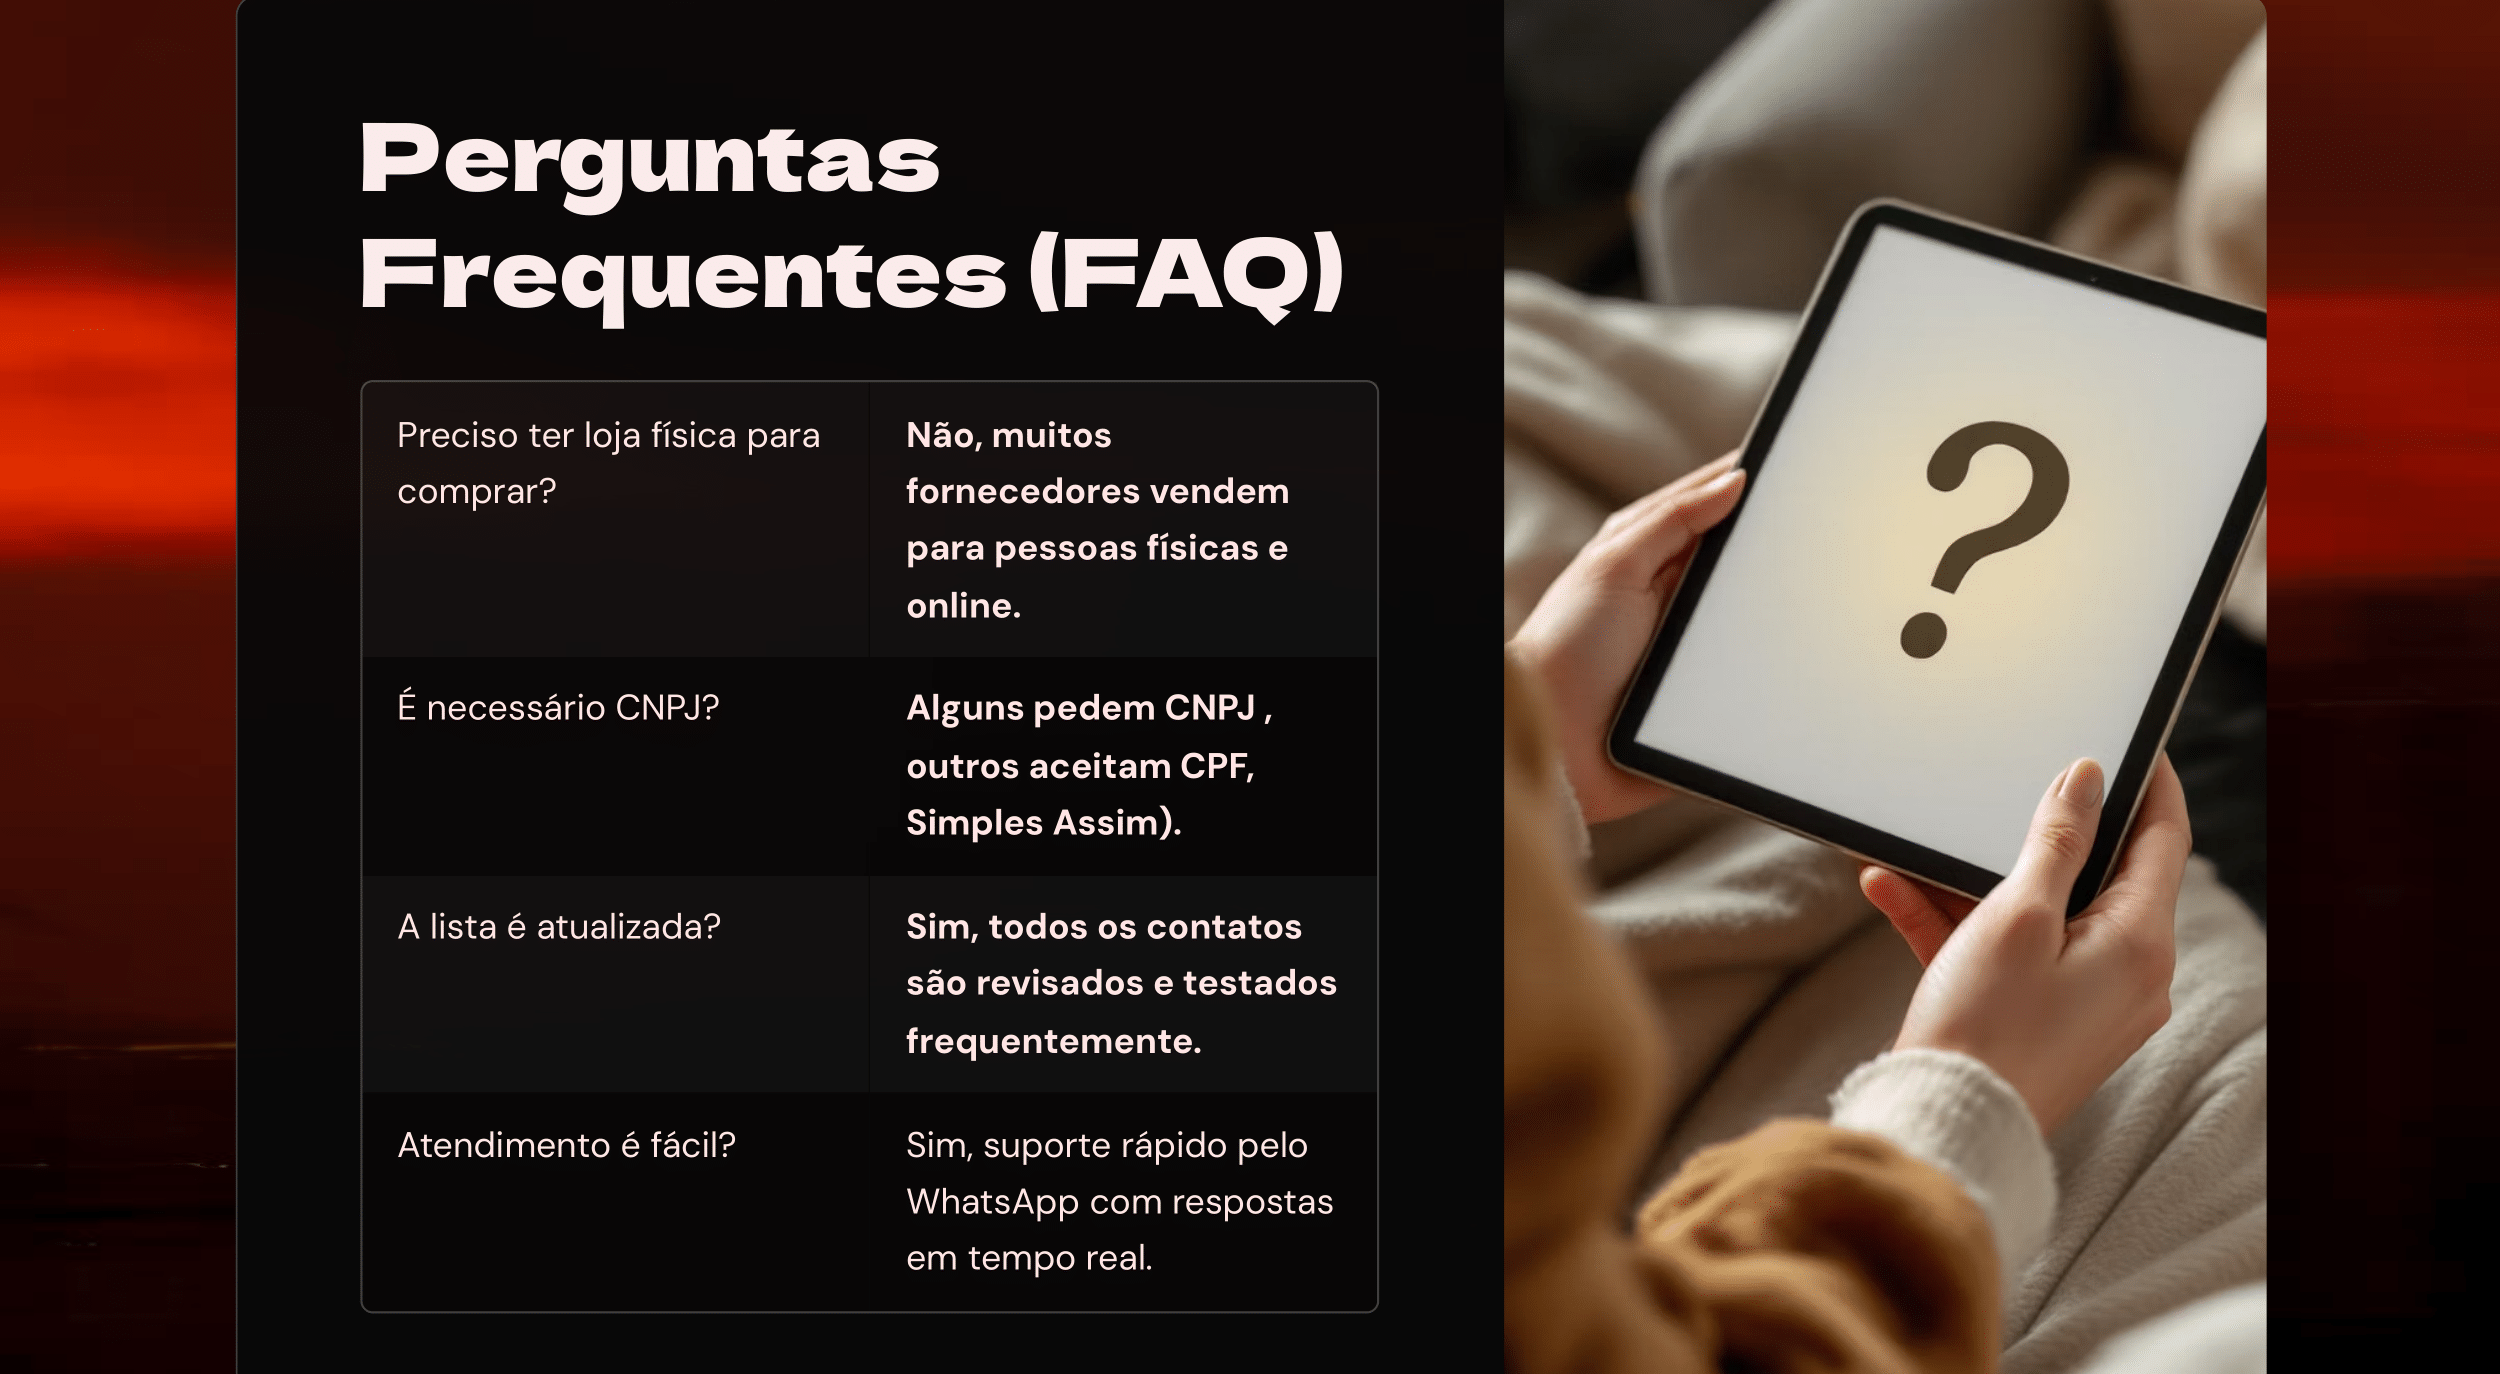 Perguntas
Frequentes (FAQ)
Preciso ter loja física para
comprar?
Não, muitos
fornecedores vendem
para pessoas físicas e
online.
É necessário CNPJ?
Alguns pedem CNPJ ,
outros aceitam CPF,
Simples Assim).
A lista é atualizada?
Sim, todos os contatos
são revisados e testados
frequentemente.
Atendimento é fácil?
Sim, suporte rápido pelo
WhatsApp com respostas
em tempo real.
?